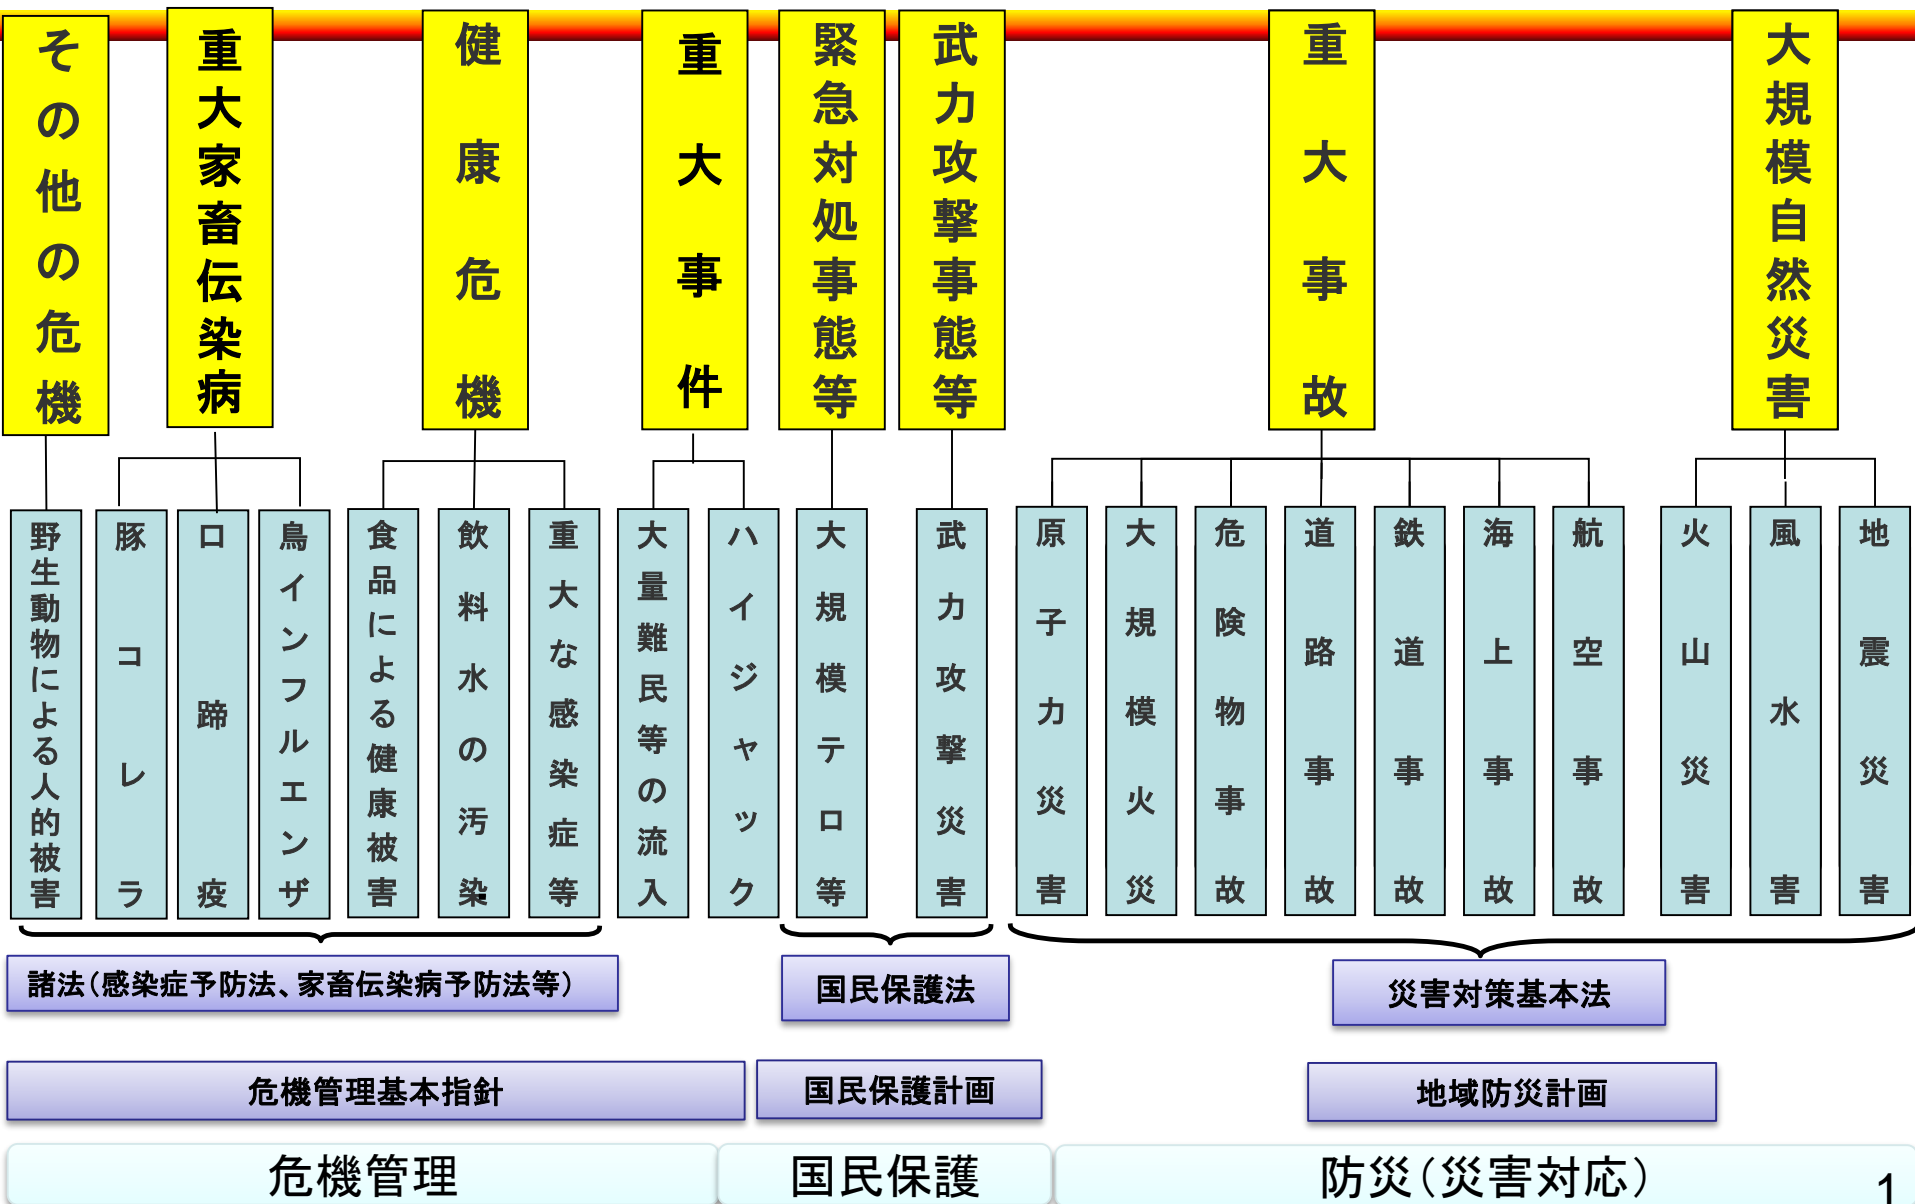 その他の危機
重大家畜伝染病
健康危機
重大事件
緊急対処事態等
武力攻撃事態等
重大事故
大規模自然災害
野生動物による人的被害
豚コレラ
口蹄疫
鳥インフルエンザ
食品による健康被害
飲料水の汚染
重大な感染症等
大量難民等の流入
ハイジャック
大規模テロ等
武力攻撃災害
原子力災害
大規模火災
危険物事故
道路事故
鉄道事故
海上事故
航空事故
火山災害
風水害
地震災害
諸法(感染症予防法、家畜伝染病予防法等)
国民保護法
災害対策基本法
危機管理基本指針
国民保護計画
地域防災計画
危機管理
国民保護
防災(災害対応)
1